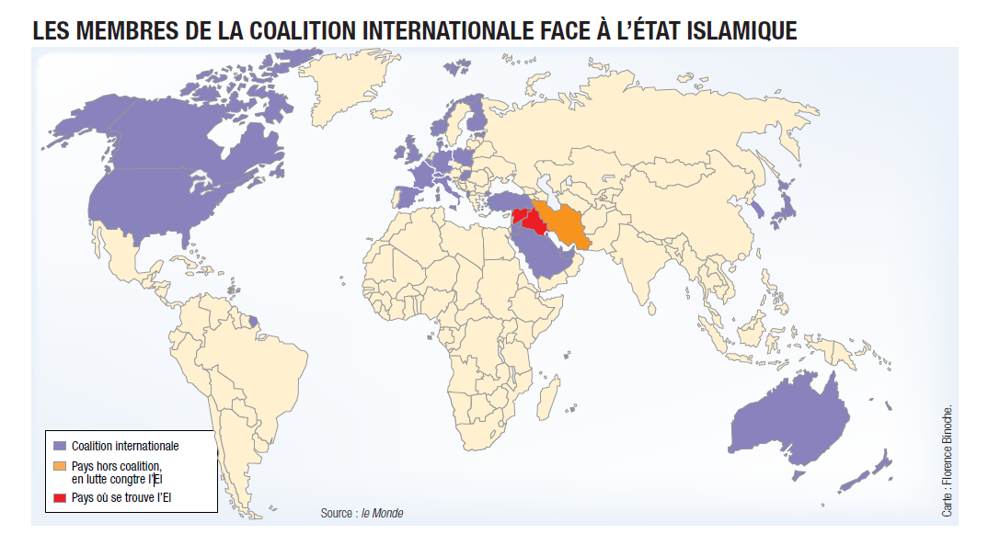 LES MEMBRES DE LA COALITION INTERNATIONALE FACE À L'ÉTAT ISLAMIQUE
Coalition internationale
Pays hors coalition,
en lutte congtre l'EI
Pays où se trouve l'EI
Source : le Monde
Carte : Florence Binoche.